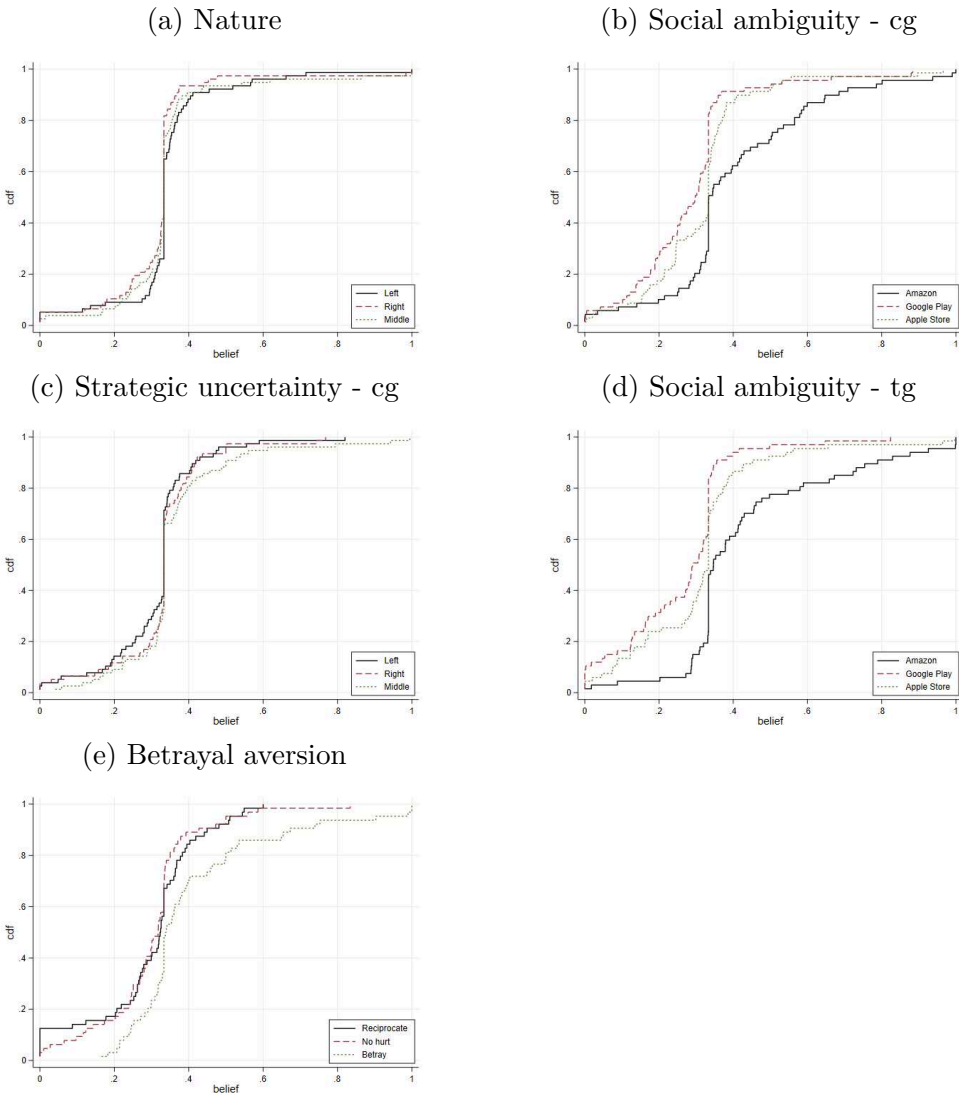 (a) Nature
1
.8
.6
.4
.2
0
cdf
0 .2 .4 .6 .8 1
belief
Left
Right
Middle
(b) Social ambiguity - cg
1
.8
.6
.4
.2
0
cdf
0 .2 .4 .6 .8 1
belief
Amazon
Google Play
Apple Store
(c) Strategic uncertainty - cg
1
.8
.6
.4
.2
0
cdf
0 .2 .4 .6 .8 1
belief
Left
Right
Middle
(d) Social ambiguity - tg
1
.8
.6
.4
.2
0
cdf
0 .2 .4 .6 .8 1
belief
Amazon
Google Play
Apple Store
(e) Betrayal aversion
1
.8
.6
.4
.2
0
cdf
0 .2 .4 .6 .8 1
belief
Reciprocate
No hurt
Betray